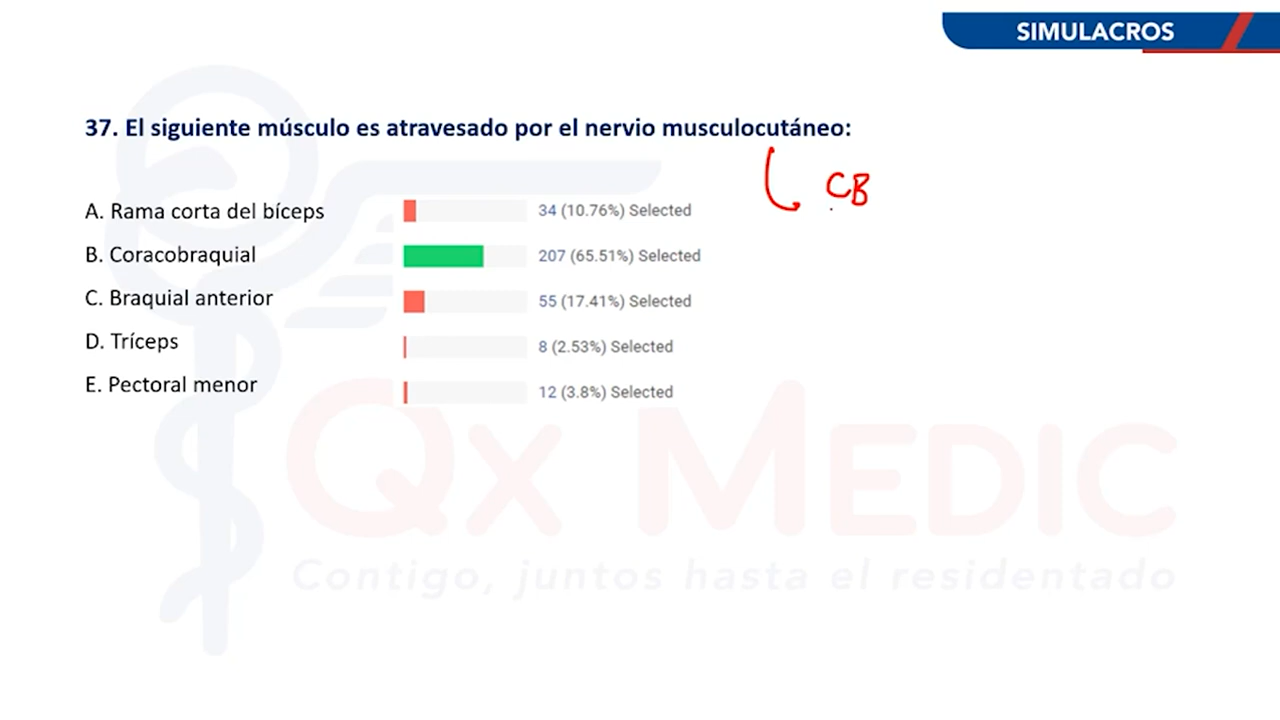 SIMULACROS
37. El siguiente músculo es atravesado por el nervio musculocutáneo:
CB
A. Rama corta del bíceps 34 (10.76%) Selected
B. Coracobraquial 207 (65.51%) Selected
C. Braquial anterior 55 (17.41%) Selected
D. Tríceps 8 (2.53%) Selected
E. Pectoral menor 12 (3.8%) Selected
QX MEDIC
Contigo, juntos hasta el residentado